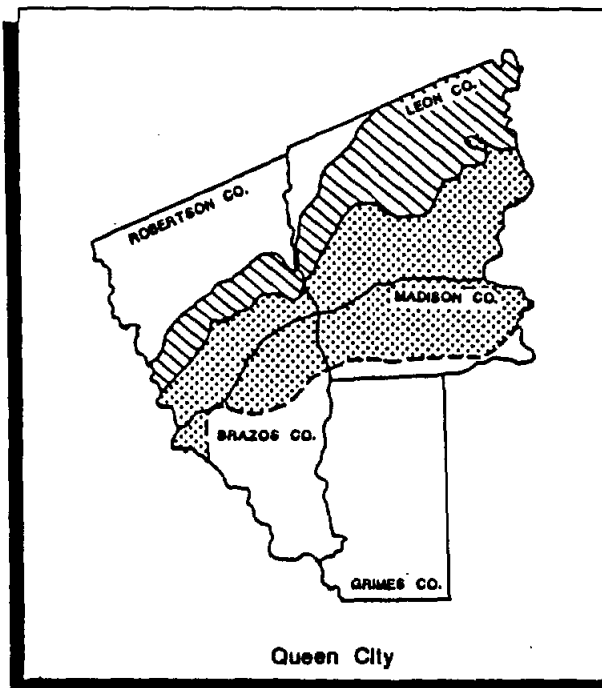 LEON CO.
ROBERTSON CO.
MADISON CO.
BRAZOS CO.
GRIMES CO.
Queen City